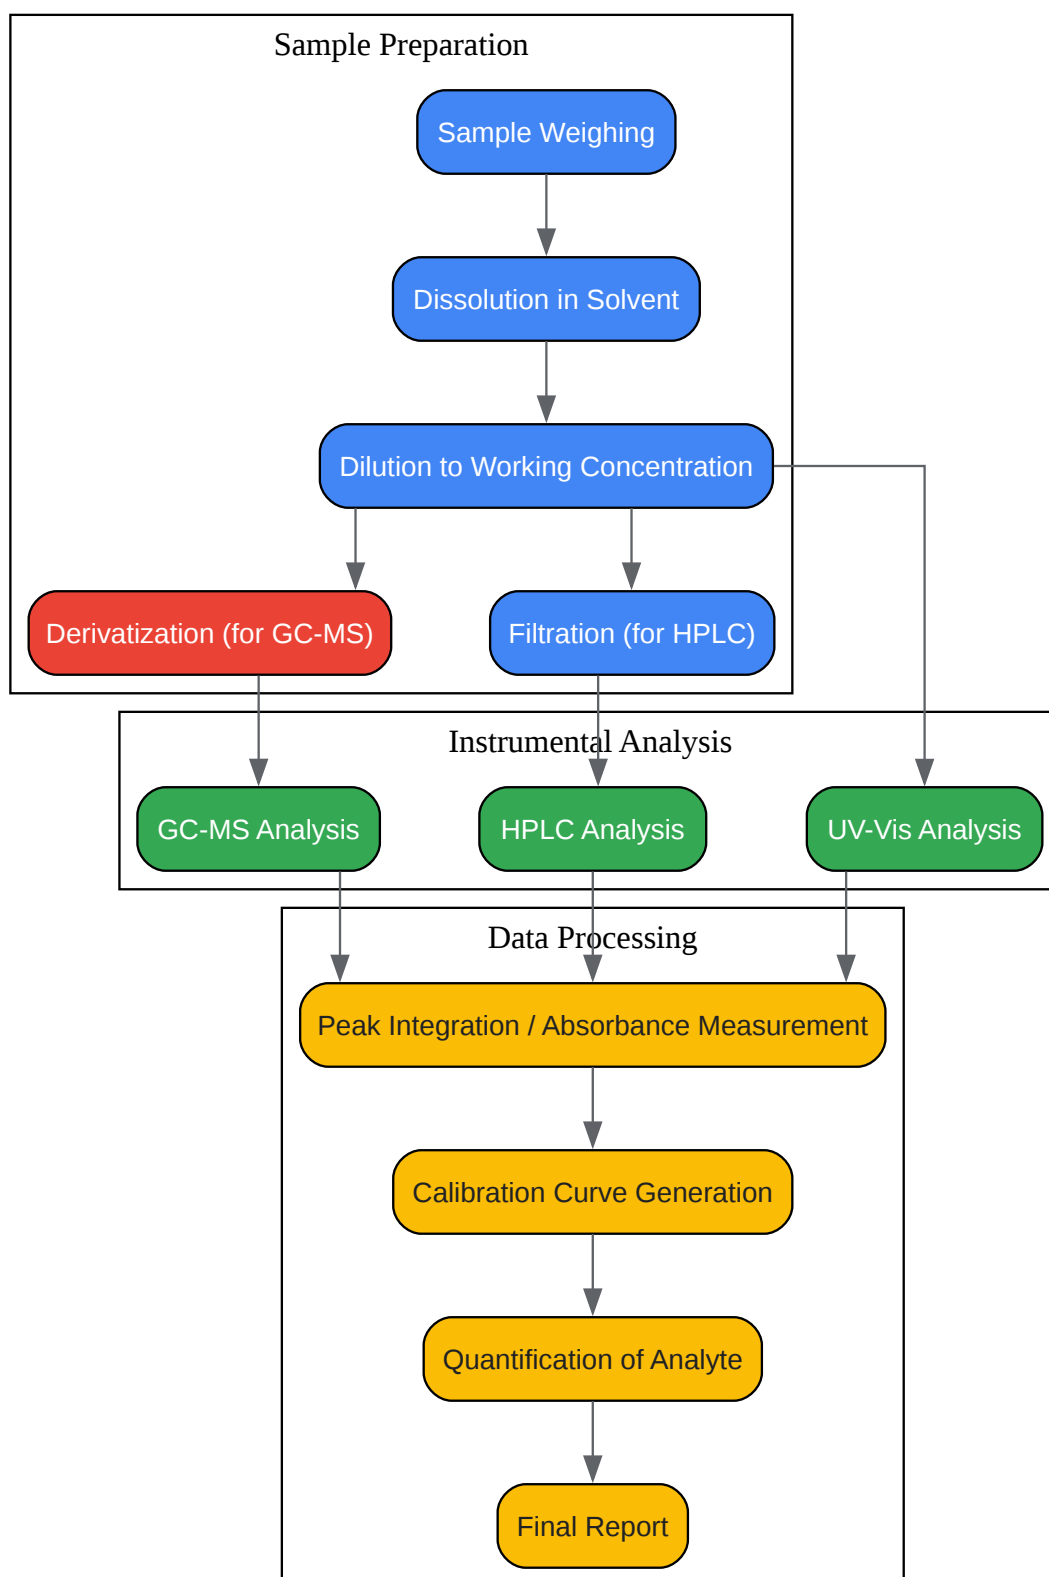 Sample Preparation
Sample Weighing
Dissolution in Solvent
Dilution to Working Concentration
Derivatization (for GC-MS)
Filtration (for HPLC)
Instrumental Analysis
GC-MS Analysis
HPLC Analysis
UV-Vis Analysis
Data Processing
Peak Integration / Absorbance Measurement
Calibration Curve Generation
Quantification of Analyte
Final Report